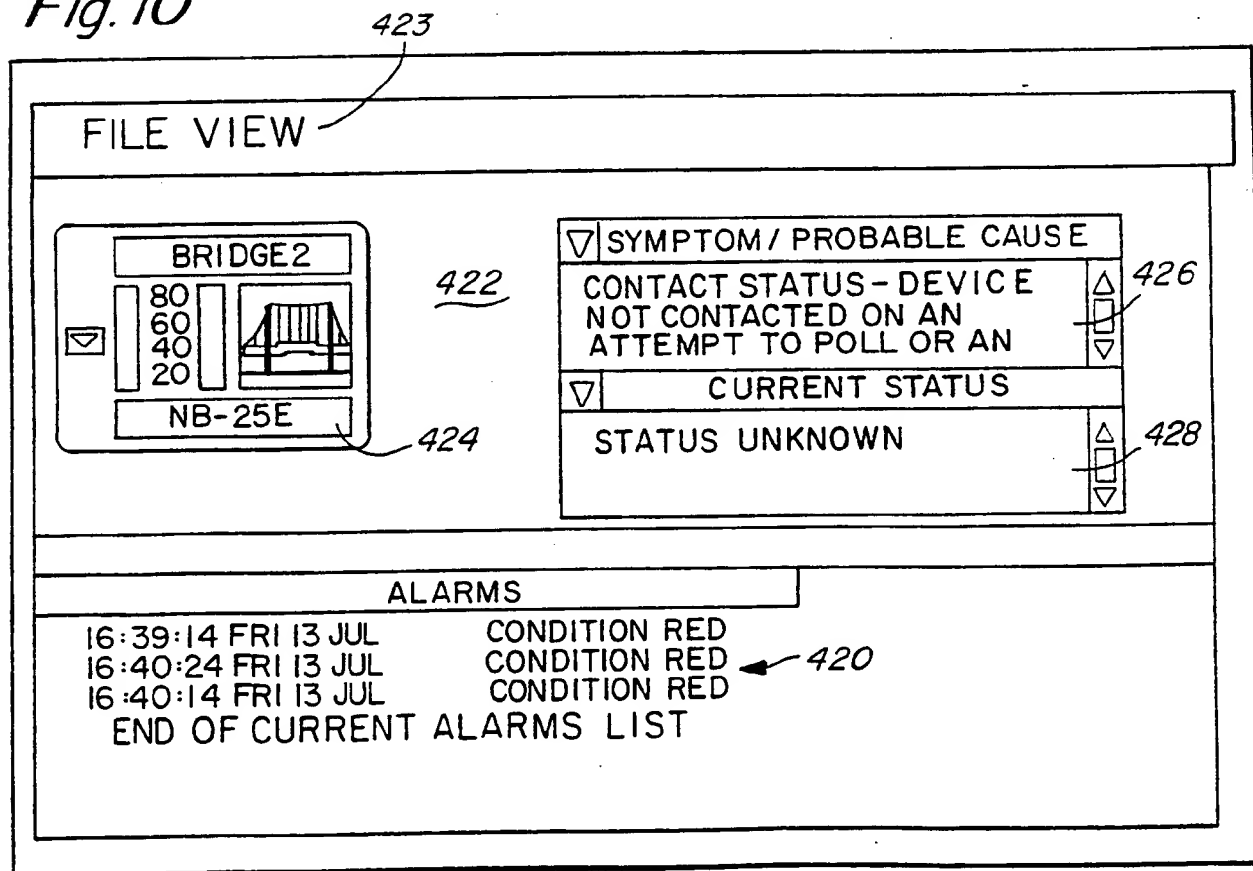 Fig. 10
423
FILE VIEW
BRIDGE2
80
60
40
20
NB-25E
424
422
SYMPTOM / PROBABLE CAUSE
CONTACT STATUS - DEVICE
NOT CONTACTED ON AN
ATTEMPT TO POLL OR AN
426
CURRENT STATUS
STATUS UNKNOWN
428
ALARMS
16:39:14 FRI 13 JUL CONDITION RED
16:40:24 FRI 13 JUL CONDITION RED
16:40:14 FRI 13 JUL CONDITION RED
420
END OF CURRENT ALARMS LIST